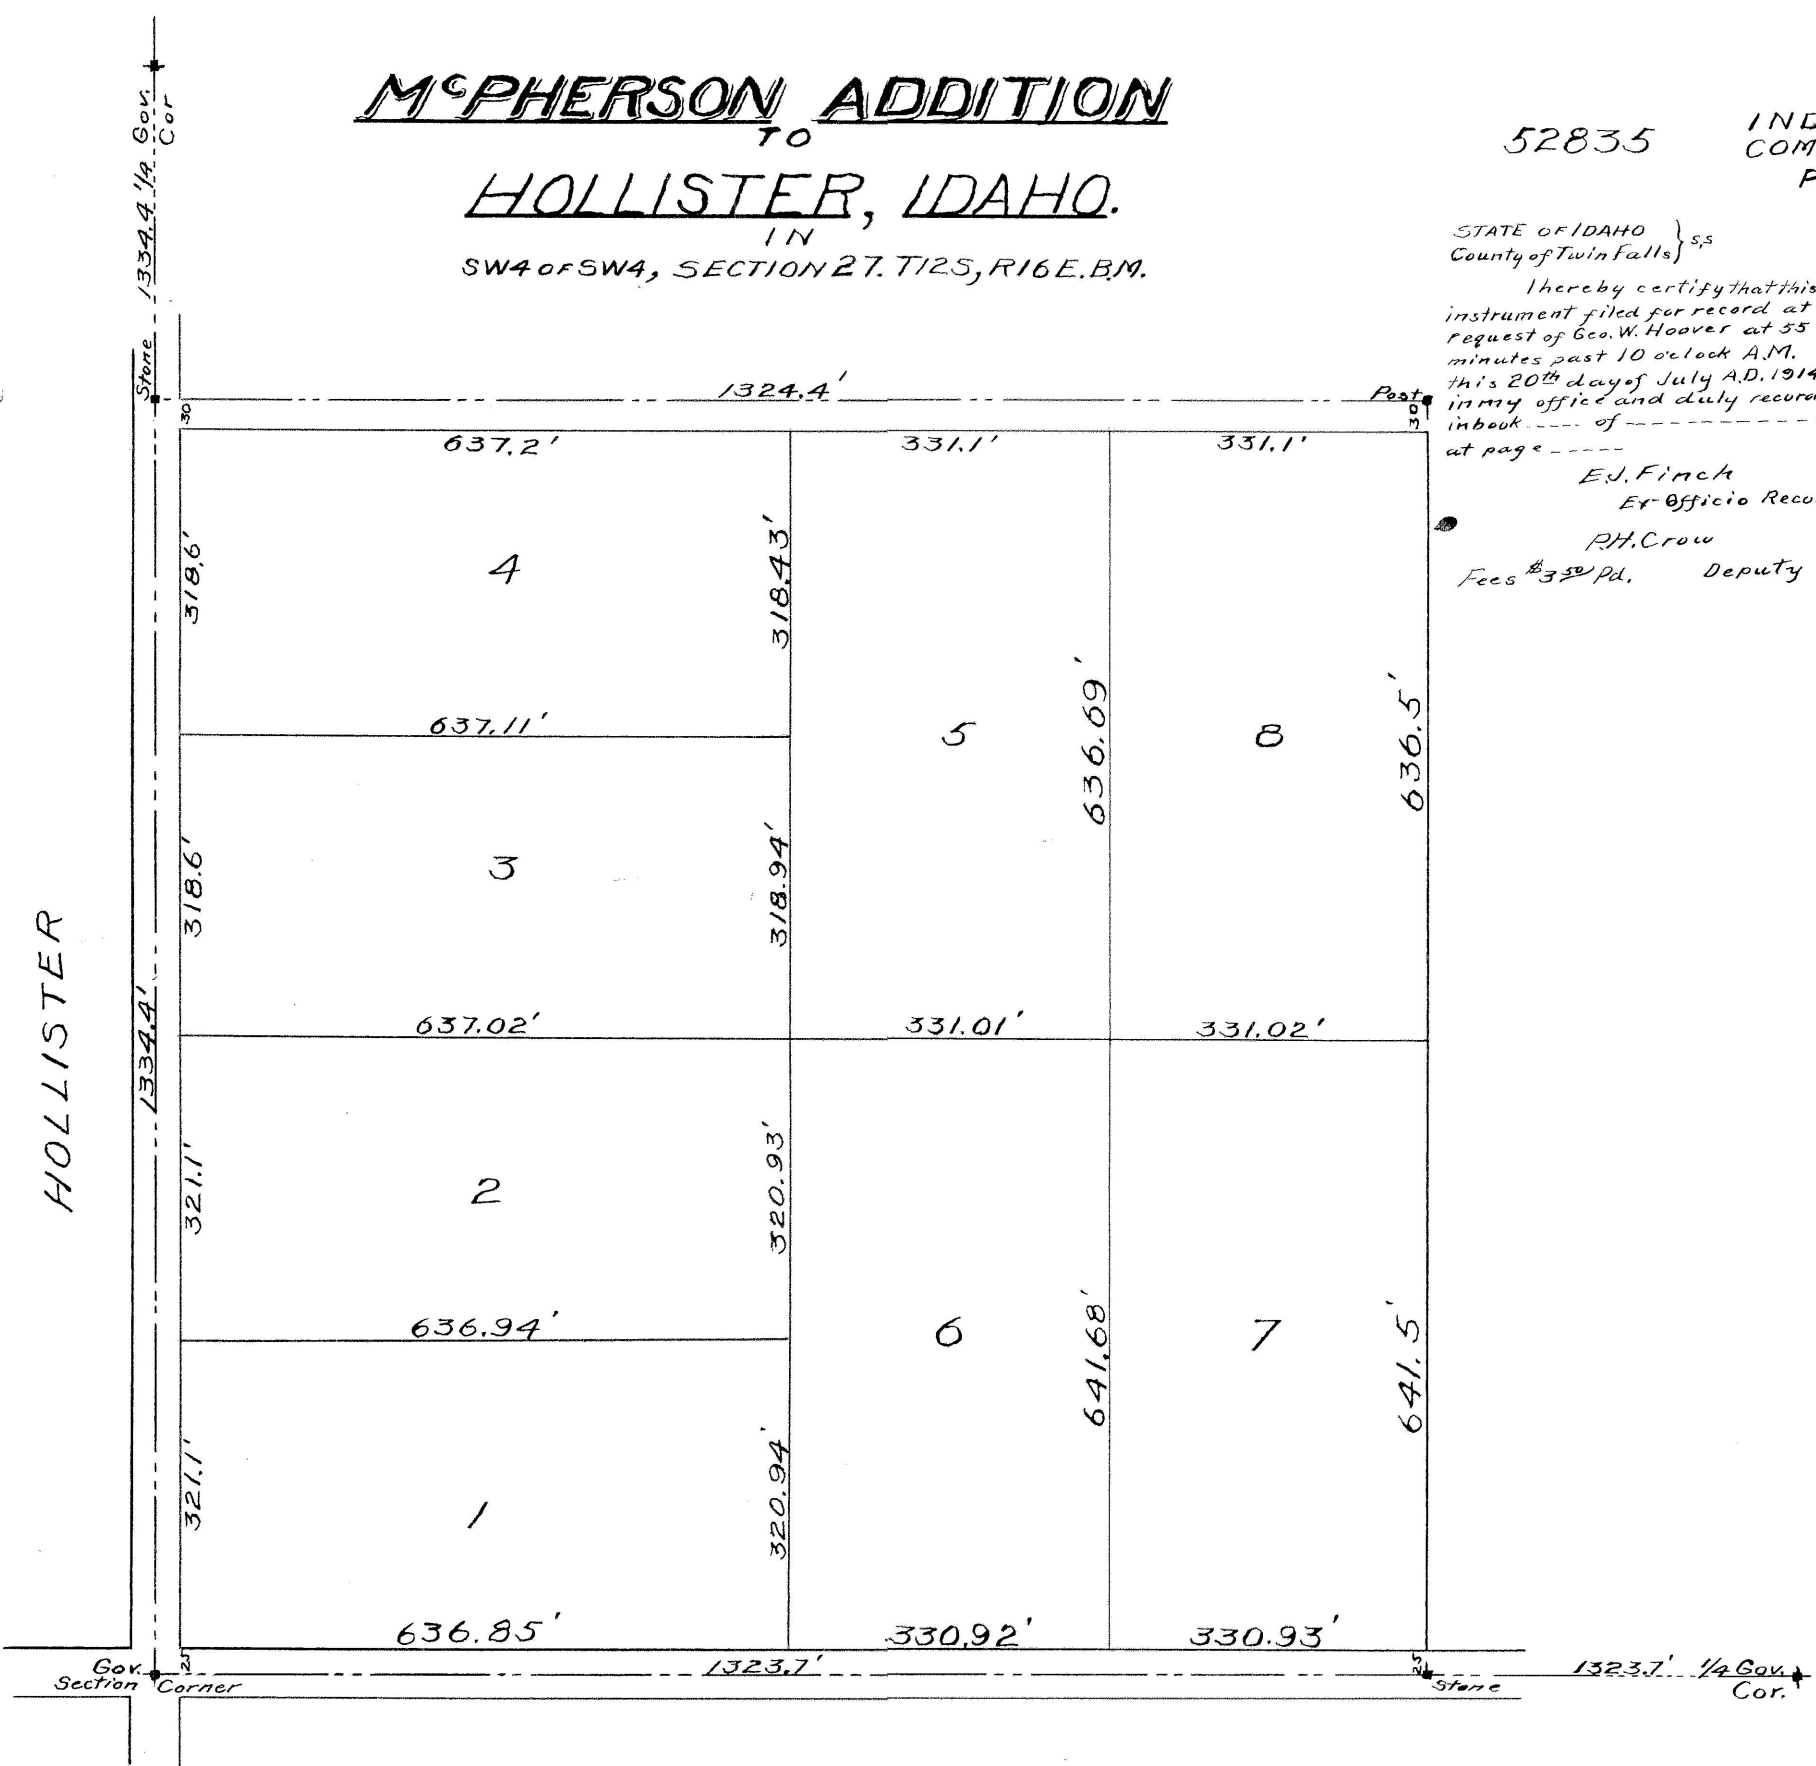 McPHERSON ADDITION
TO
HOLLISTER, IDAHO.
IN
SW4 OF SW4, SECTION 27. T12S, R16E. B.M.
52835
IND
COM
P
STATE OF IDAHO } s,s
County of Twin Falls}
I hereby certify that this
instrument filed for record at
request of Geo. W. Hoover at 55
minutes past 10 oclock A.M.
this 20th day of July A.D. 1914
in my office and duly recor
in book ---- of -----------
at page -----
E.J. Finch
Ex-Officio Reco
P.H. Crow
Fees $3 50 Pd. Deputy
1334.4' 1/4 Gov.
Cor
Stone
1324.4'
Post
30
30
637.2'
331.1'
331.1'
318.6'
4
318.43'
637.11'
5
636.69'
8
636.5'
318.6'
3
318.94'
HOLLISTER
1334.4'
637.02'
331.01'
331.02'
321.1'
2
320.93'
636.94'
6
641.68'
7
641.5'
321.1'
1
320.94'
636.85'
330.92'
330.93'
Gov.
Section Corner
25
1323.7'
25
Stone
1323.7' 1/4 Gov.
Cor.